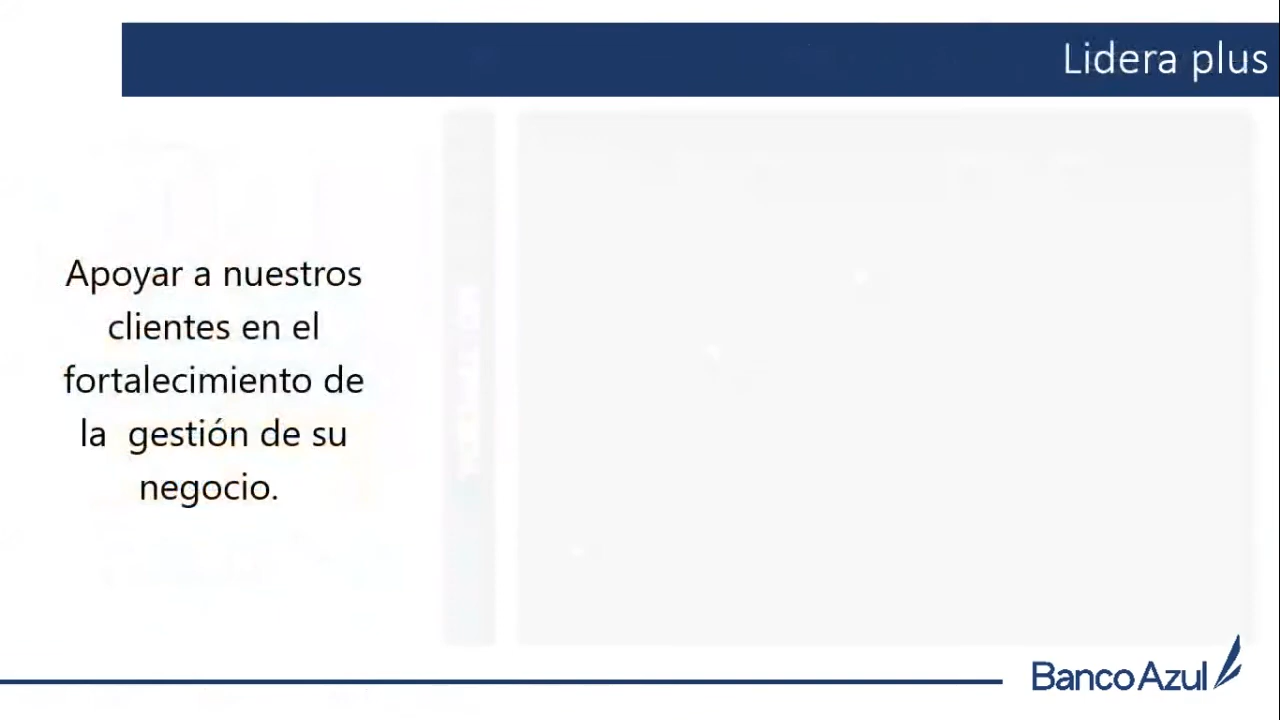 Lidera plus
Apoyar a nuestros
clientes en el
fortalecimiento de
la gestión de su
negocio.
BancoAzul